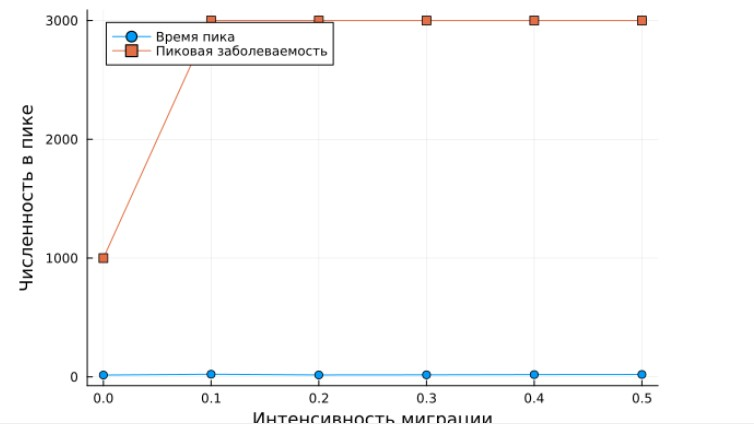 3000
Время пика
Пиковая заболеваемость
2000
Численность в пике
1000
0
0.0 0.1 0.2 0.3 0.4 0.5
Интенсивность миграции